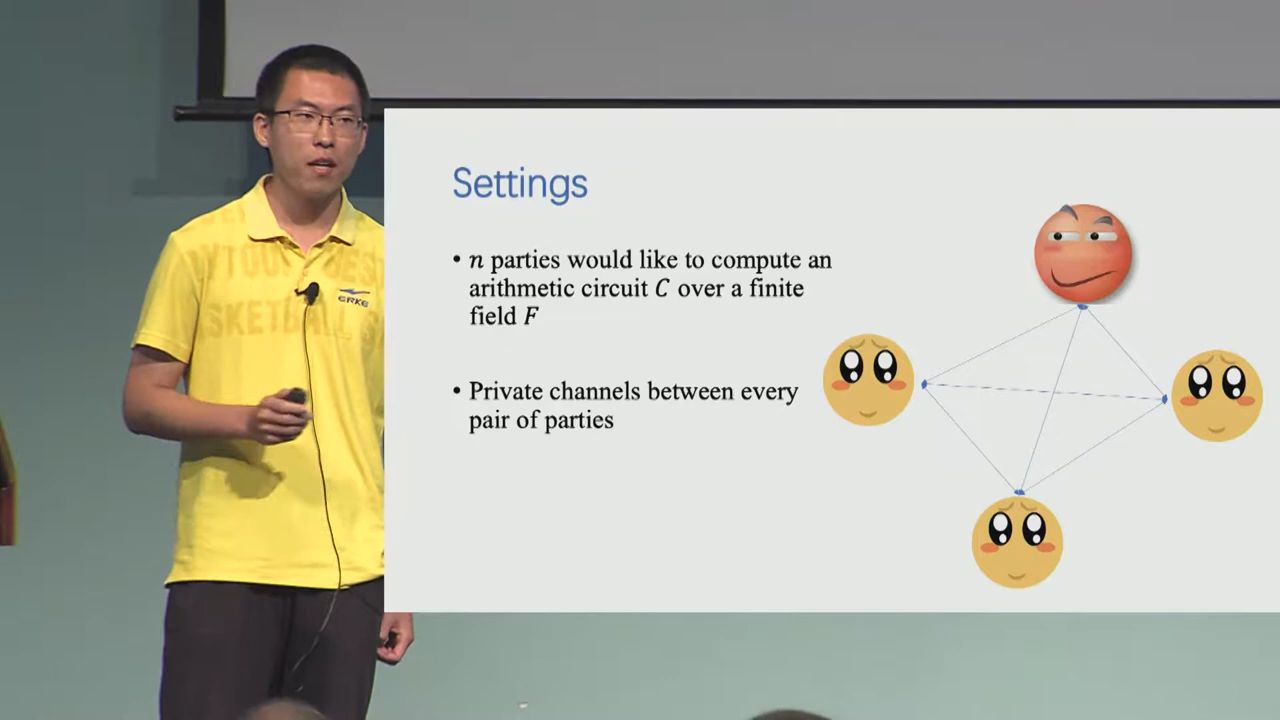 ERKE
Settings
• n parties would like to compute an
arithmetic circuit C over a finite
field F
• Private channels between every
pair of parties